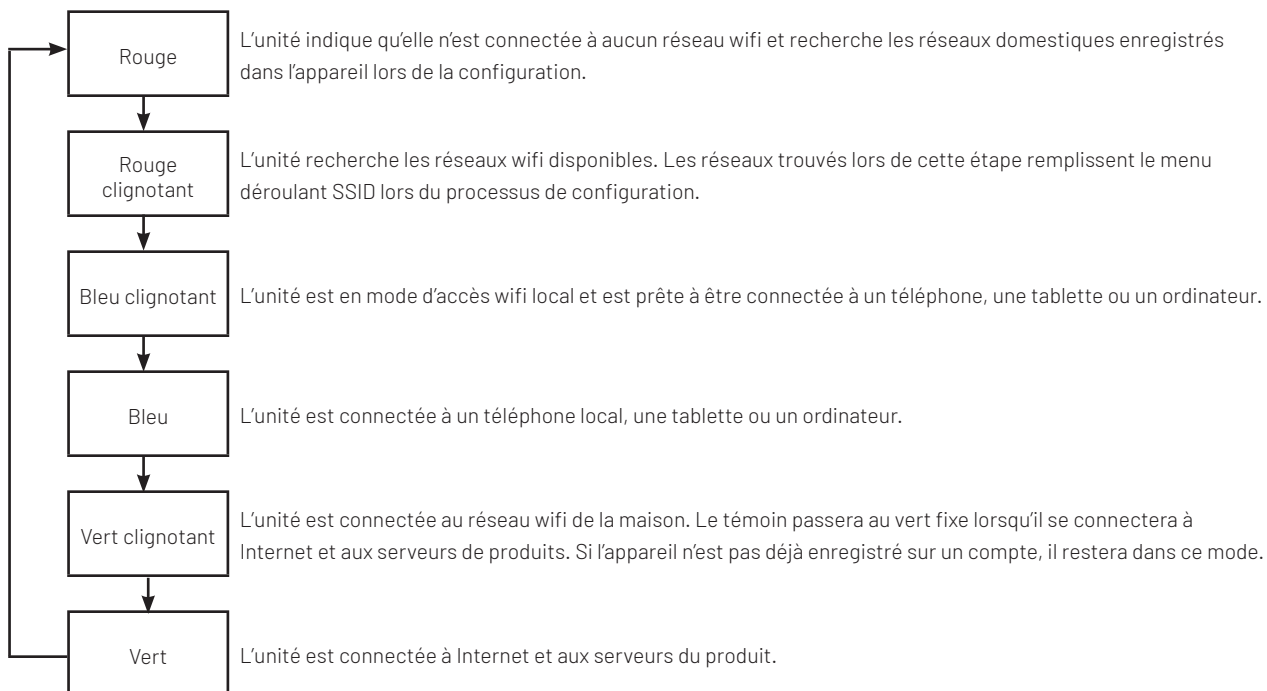 Rouge
L'unité indique qu'elle n'est connectée à aucun réseau wifi et recherche les réseaux domestiques enregistrés
dans l'appareil lors de la configuration.
Rouge
clignotant
L'unité recherche les réseaux wifi disponibles. Les réseaux trouvés lors de cette étape remplissent le menu
déroulant SSID lors du processus de configuration.
Bleu clignotant
L'unité est en mode d'accès wifi local et est prête à être connectée à un téléphone, une tablette ou un ordinateur.
Bleu
L'unité est connectée à un téléphone local, une tablette ou un ordinateur.
Vert clignotant
L'unité est connectée au réseau wifi de la maison. Le témoin passera au vert fixe lorsqu'il se connectera à
Internet et aux serveurs de produits. Si l'appareil n'est pas déjà enregistré sur un compte, il restera dans ce mode.
Vert
L'unité est connectée à Internet et aux serveurs du produit.